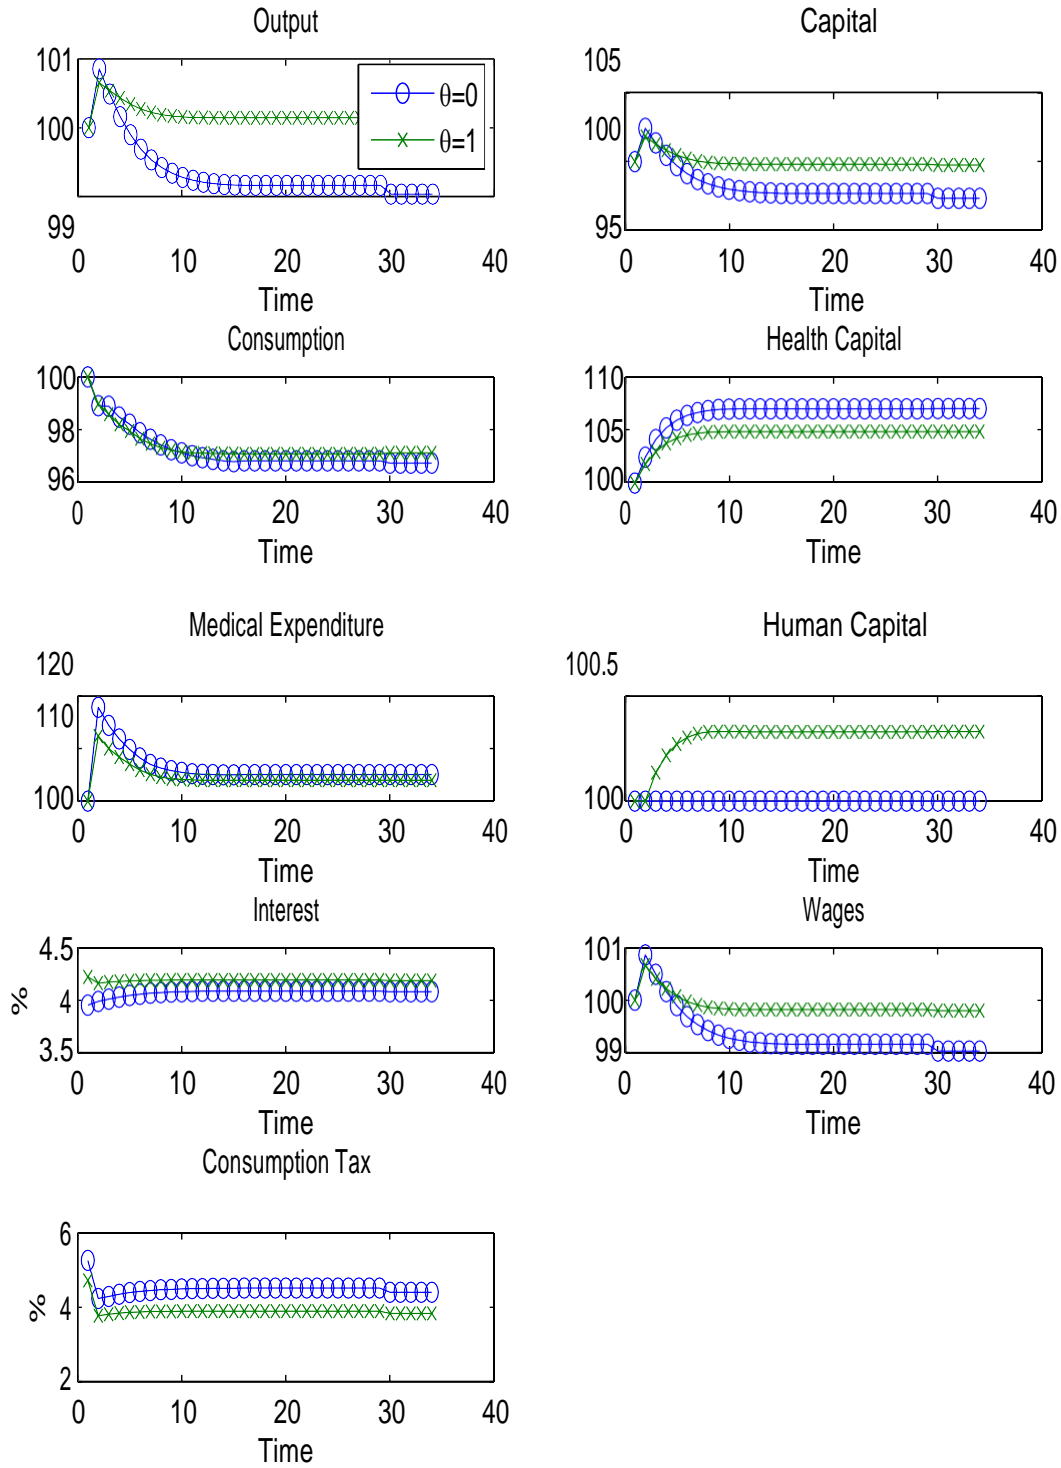 Output
101
100
99
0 10 20 30 40
Time
θ=0
θ=1
Capital
105
100
95
0 10 20 30 40
Time
Consumption
100
98
96
0 10 20 30 40
Time
Health Capital
110
105
100
0 10 20 30 40
Time
Medical Expenditure
120
110
100
0 10 20 30 40
Time
Human Capital
100.5
100
0 10 20 30 40
Time
Interest
4.5
4
3.5
%
0 10 20 30 40
Time
Wages
101
100
99
0 10 20 30 40
Time
Consumption Tax
6
4
2
%
0 10 20 30 40
Time